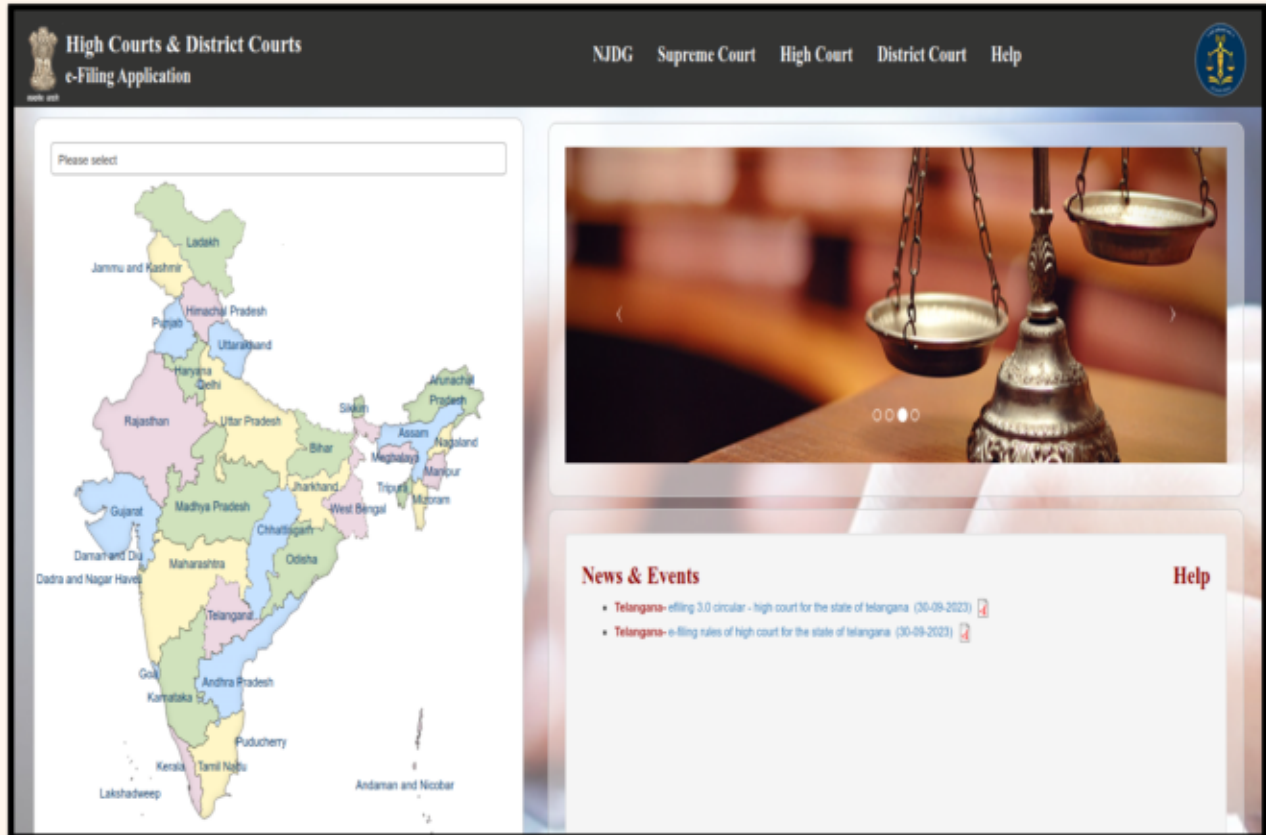 High Courts & District Courts
e-Filing Application
NJDG Supreme Court High Court District Court Help
Please select
Ladakh
Jammu and Kashmir
Himachal Pradesh
Punjab
Uttarakhand
Haryana
Delhi
Arunachal
Pradesh
Sikkim
Rajasthan
Uttar Pradesh
Assam
Nagaland
Bihar
Meghalaya
Manipur
Jharkhand
Tripura
Mizoram
Gujarat
Madhya Pradesh
West Bengal
Chhattisgarh
Daman and Diu
Maharashtra
Odisha
Dadra and Nagar Haveli
Telangana
Goa
Andhra Pradesh
Karnataka
Puducherry
Kerala
Tamil Nadu
Andaman and Nicobar
Lakshadweep
News & Events Help
Telangana- efiling 3.0 circular - high court for the state of telangana (30-09-2023)
Telangana- e-filing rules of high court for the state of telangana (30-09-2023)